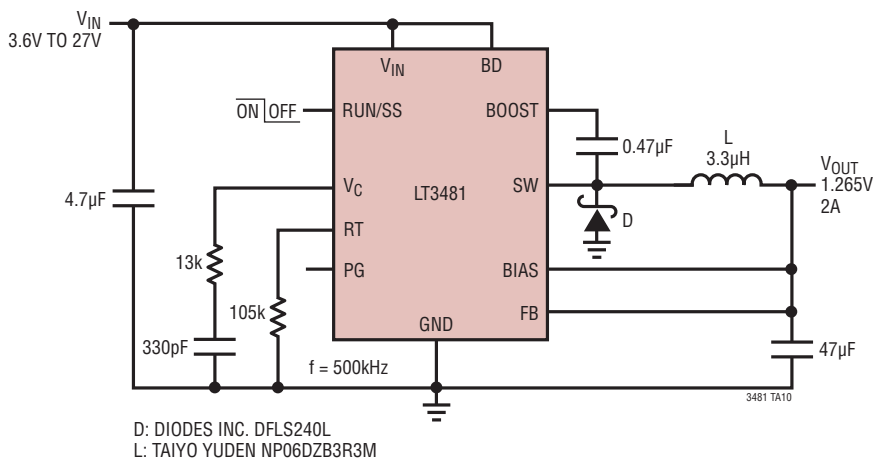 VIN
3.6V TO 27V
VIN
BD
ON OFF
RUN/SS
BOOST
0.47µF
L
3.3µH
VOUT
1.265V
2A
4.7µF
VC
LT3481
SW
D
RT
13k
PG
BIAS
105k
FB
GND
330pF
f = 500kHz
47µF
3481 TA10
D: DIODES INC. DFLS240L
L: TAIYO YUDEN NP06DZB3R3M